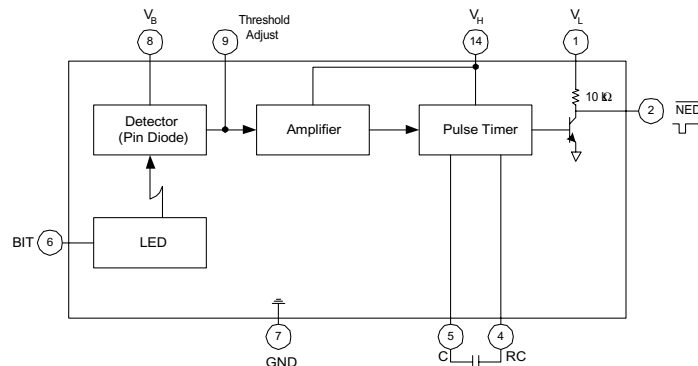 V_B
8
Threshold
Adjust
9
V_H
14
V_L
1
10 kΩ
2
NED
Detector
(Pin Diode)
Amplifier
Pulse Timer
BIT
6
LED
7
GND
5
C
4
RC